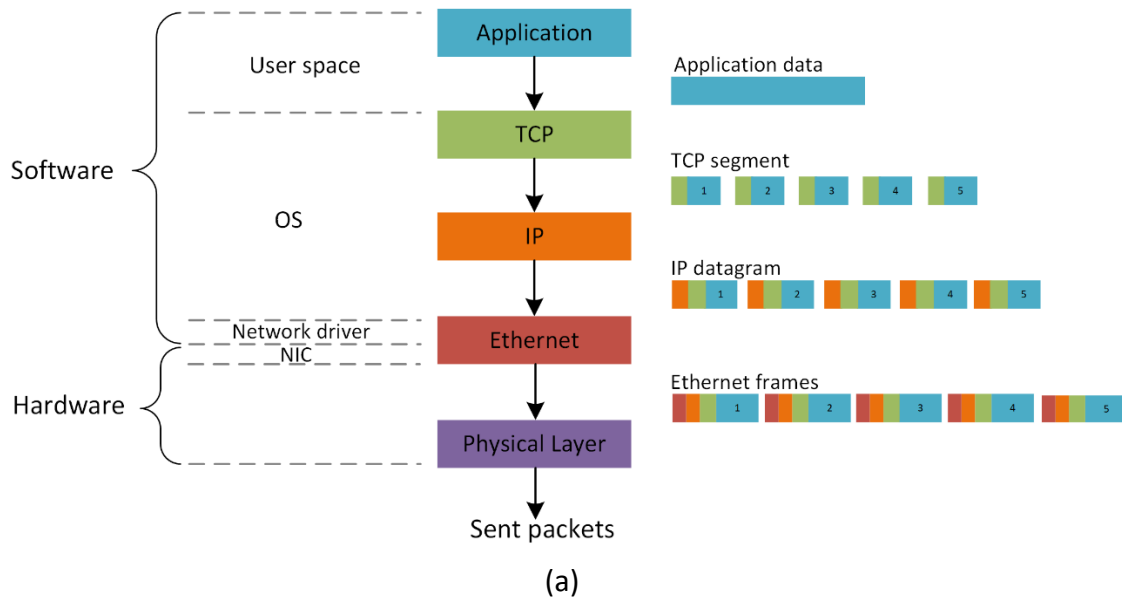 Application
User space
Application data
TCP
TCP segment
1 2 3 4 5
Software
OS
IP
IP datagram
1 2 3 4 5
Network driver
Ethernet
NIC
Ethernet frames
1 2 3 4 5
Hardware
Physical Layer
Sent packets
(a)